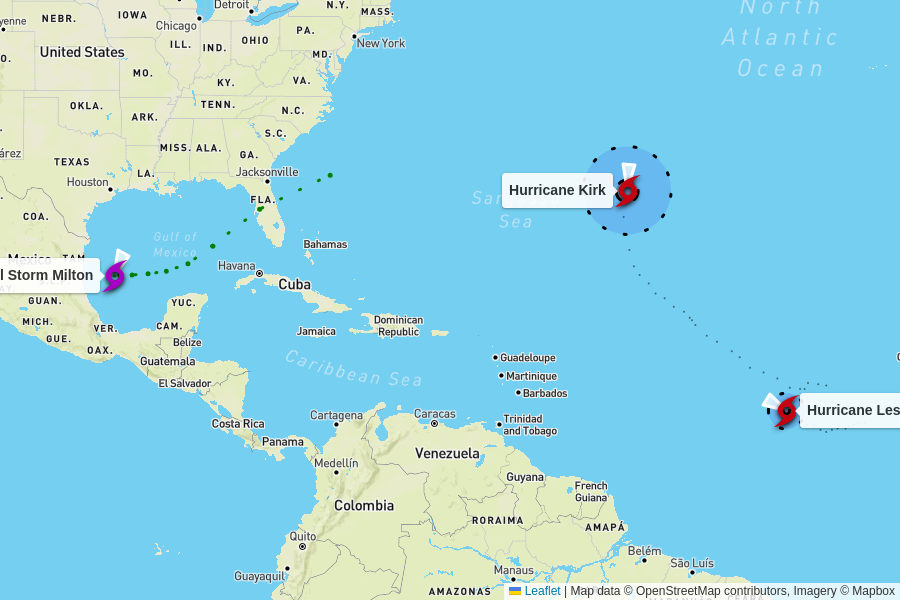 Detroit
N.Y.
MASS.
NEBR.
IOWA
Chicago
PA.
New York
United States
ILL.
IND.
OHIO
MD.
MO.
KY.
VA.
OKLA.
TENN.
N.C.
ARK.
S.C.
MISS.
ALA.
GA.
TEXAS
LA.
Jacksonville
Houston
FLA.
COA.
Gulf of
Mexico
Bahamas
Mexico
TAM.
Havana
Cuba
l Storm Milton
GUAN.
YUC.
MICH.
VER.
CAM.
GUE.
OAX.
Belize
Jamaica
Dominican
Republic
Guatemala
El Salvador
Caribbean Sea
Guadeloupe
Martinique
Barbados
Costa Rica
Cartagena
Caracas
Trinidad
and Tobago
Panama
Venezuela
Medellín
Guyana
French
Guiana
Colombia
RORAIMA
AMAPÁ
Quito
Belém
São Luís
Guayaquil
Manaus
AMAZONAS
North
Atlantic
Ocean
Hurricane Kirk
Sea
Hurricane Les
Leaflet | Map data © OpenStreetMap contributors, Imagery © Mapbox